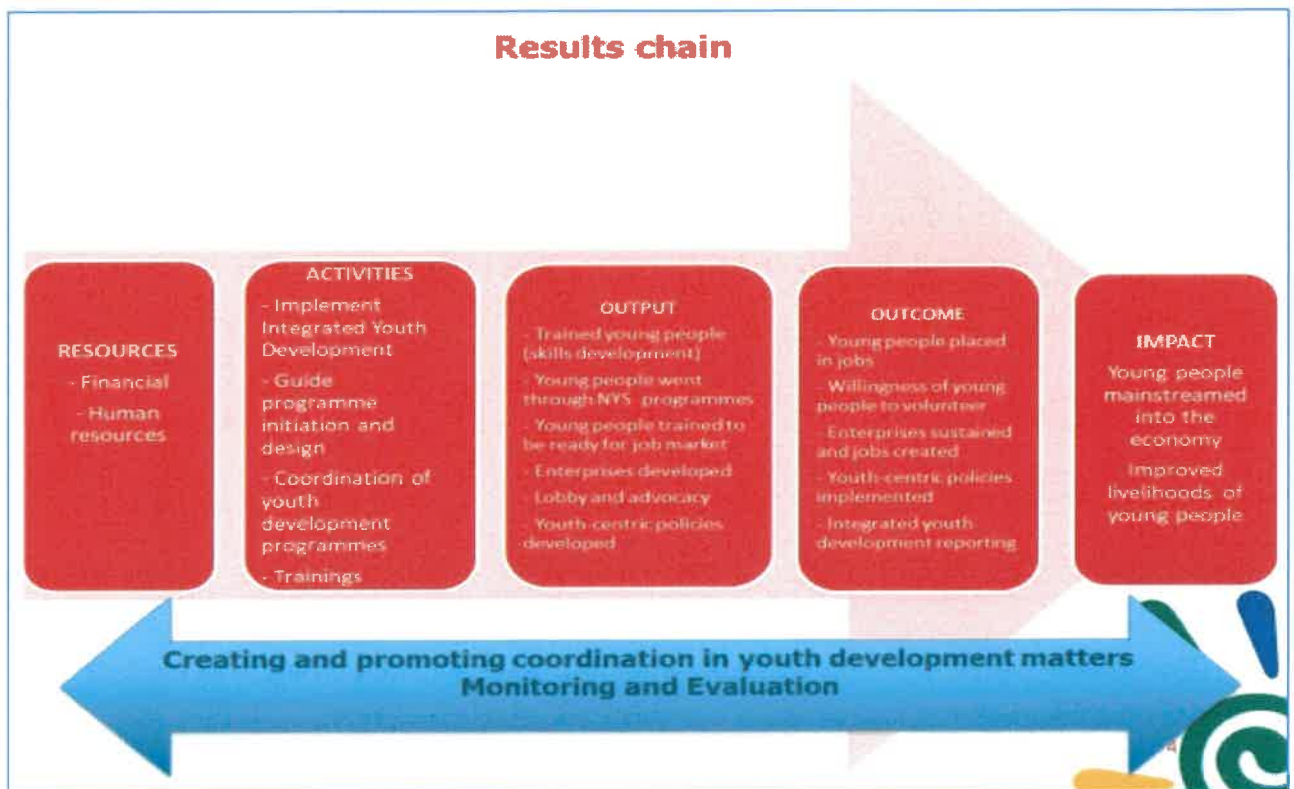 Results chain
RESOURCES
- Financial
- Human
resources
ACTIVITIES
- Implement
Integrated Youth
Development
- Guide
programme
initiation and
design
- Coordination of
youth
development
programmes
- Trainings
OUTPUT
- Trained young people
(skills development)
- Young people went
through NYS programmes
- Young people trained to
be ready for job market
- Enterprises developed
- Lobby and advocacy
- Youth-centric policies
developed
OUTCOME
- Young people placed
in jobs
- Willingness of young
people to volunteer
- Enterprises sustained
and jobs created
- Youth-centric policies
implemented
- Integrated youth
development reporting
IMPACT
Young people
mainstreamed
into the
economy
Improved
livelihoods of
young people
Creating and promoting coordination in youth development matters
Monitoring and Evaluation